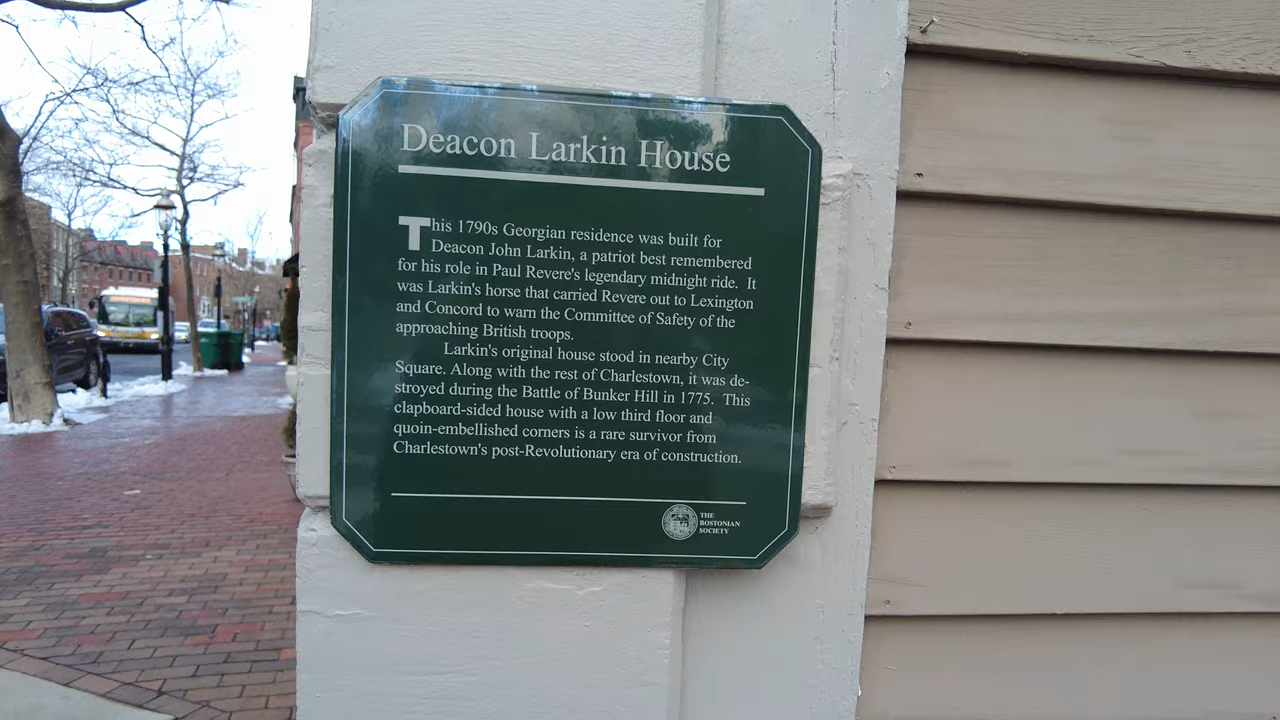 Deacon Larkin House
This 1790s Georgian residence was built for
Deacon John Larkin, a patriot best remembered
for his role in Paul Revere's legendary midnight ride. It
was Larkin's horse that carried Revere out to Lexington
and Concord to warn the Committee of Safety of the
approaching British troops.
Larkin's original house stood in nearby City
Square. Along with the rest of Charlestown, it was de-
stroyed during the Battle of Bunker Hill in 1775. This
clapboard-sided house with a low third floor and
quoin-embellished corners is a rare survivor from
Charlestown's post-Revolutionary era of construction.
THE
BOSTONIAN
SOCIETY